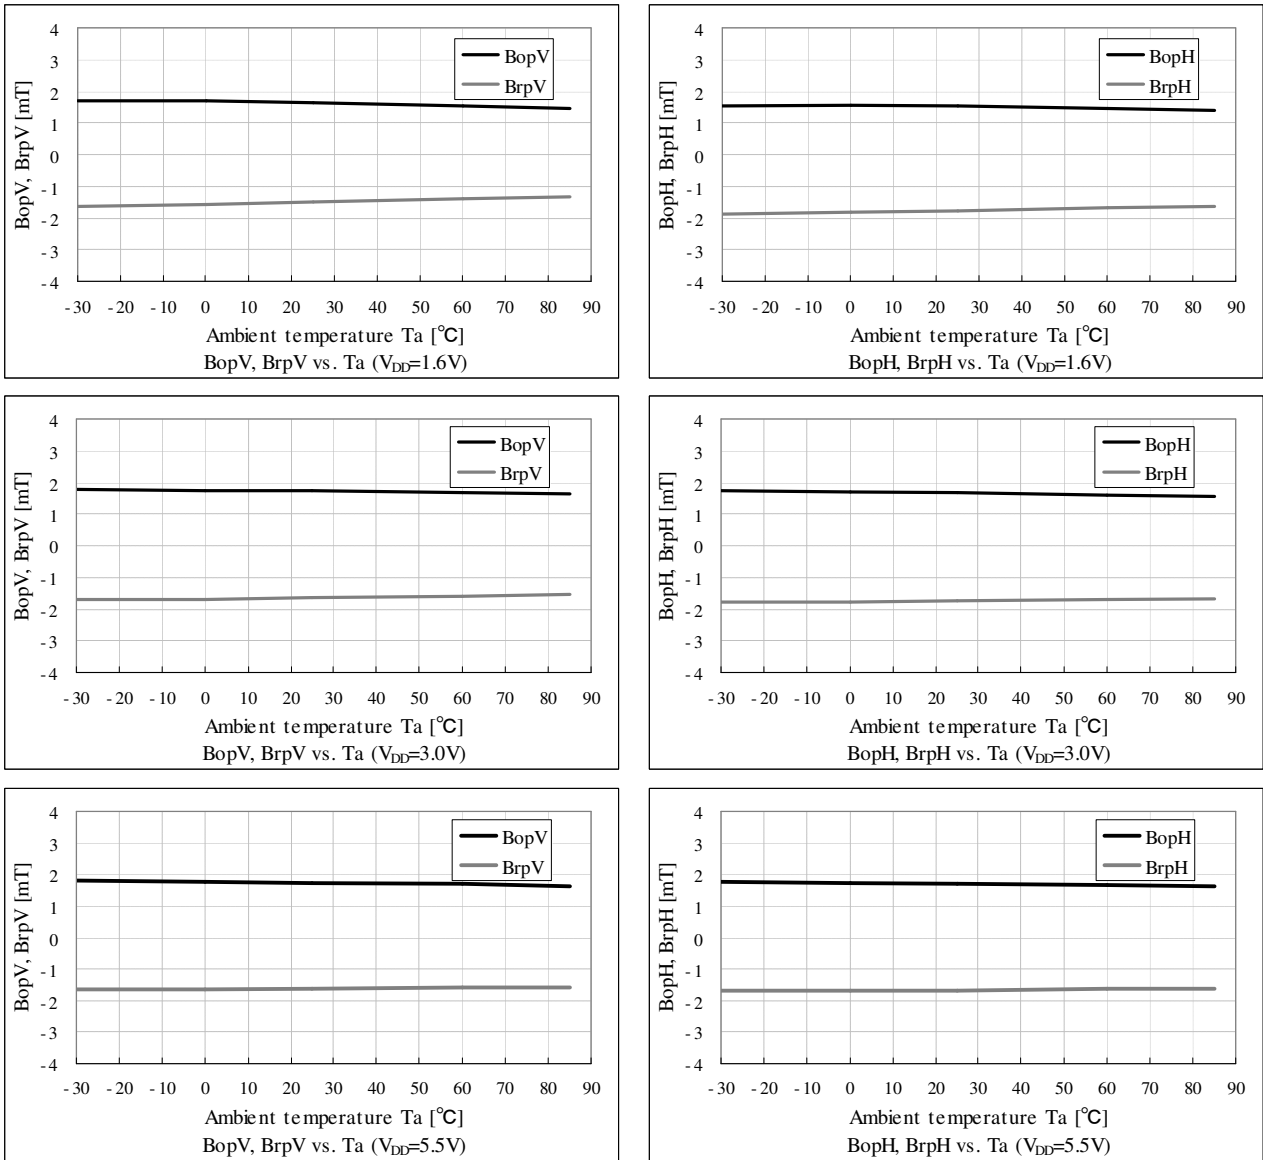 4
3
2
1
0
-1
-2
-3
-4
BopV, BrpV [mT]
BopV
BrpV
-30 -20 -10 0 10 20 30 40 50 60 70 80 90
Ambient temperature Ta [℃]
BopV, BrpV vs. Ta (VDD=1.6V)
4
3
2
1
0
-1
-2
-3
-4
BopH, BrpH [mT]
BopH
BrpH
-30 -20 -10 0 10 20 30 40 50 60 70 80 90
Ambient temperature Ta [℃]
BopH, BrpH vs. Ta (VDD=1.6V)
4
3
2
1
0
-1
-2
-3
-4
BopV, BrpV [mT]
BopV
BrpV
-30 -20 -10 0 10 20 30 40 50 60 70 80 90
Ambient temperature Ta [℃]
BopV, BrpV vs. Ta (VDD=3.0V)
4
3
2
1
0
-1
-2
-3
-4
BopH, BrpH [mT]
BopH
BrpH
-30 -20 -10 0 10 20 30 40 50 60 70 80 90
Ambient temperature Ta [℃]
BopH, BrpH vs. Ta (VDD=3.0V)
4
3
2
1
0
-1
-2
-3
-4
BopV, BrpV [mT]
BopV
BrpV
-30 -20 -10 0 10 20 30 40 50 60 70 80 90
Ambient temperature Ta [℃]
BopV, BrpV vs. Ta (VDD=5.5V)
4
3
2
1
0
-1
-2
-3
-4
BopH, BrpH [mT]
BopH
BrpH
-30 -20 -10 0 10 20 30 40 50 60 70 80 90
Ambient temperature Ta [℃]
BopH, BrpH vs. Ta (VDD=5.5V)